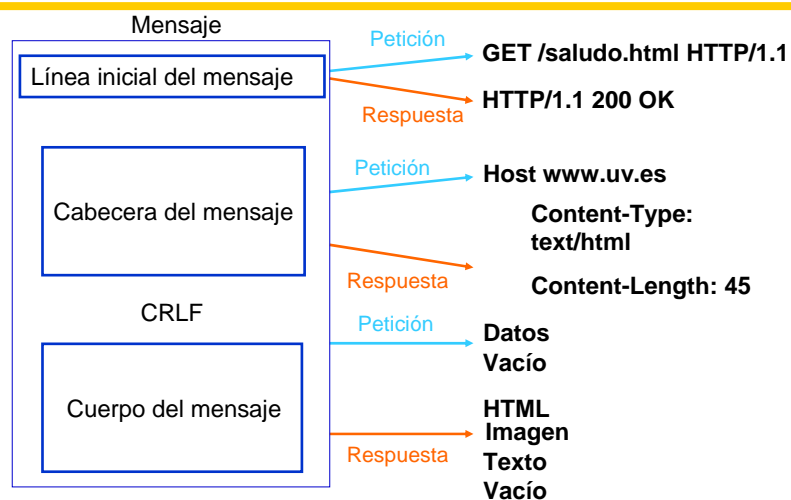 Mensaje
Petición
GET /saludo.html HTTP/1.1
Línea inicial del mensaje
HTTP/1.1 200 OK
Respuesta
Petición
Host www.uv.es
Cabecera del mensaje
Content-Type:
text/html
Respuesta
Content-Length: 45
CRLF
Petición
Datos
Vacío
Cuerpo del mensaje
HTML
Imagen
Respuesta
Texto
Vacío